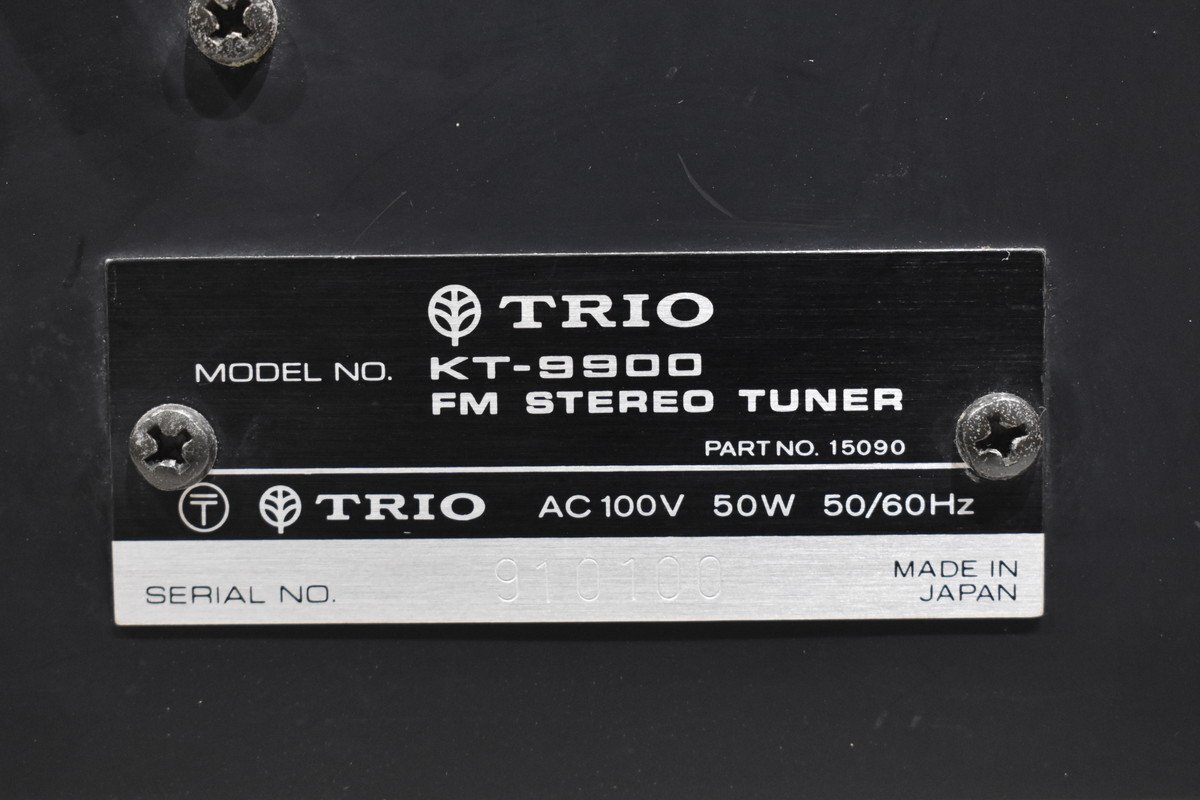 TRIO
MODEL NO. KT-9900
FM STEREO TUNER
PART NO. 15090
〒 TRIO AC 100V 50W 50/60Hz
SERIAL NO. 910100 MADE IN
JAPAN